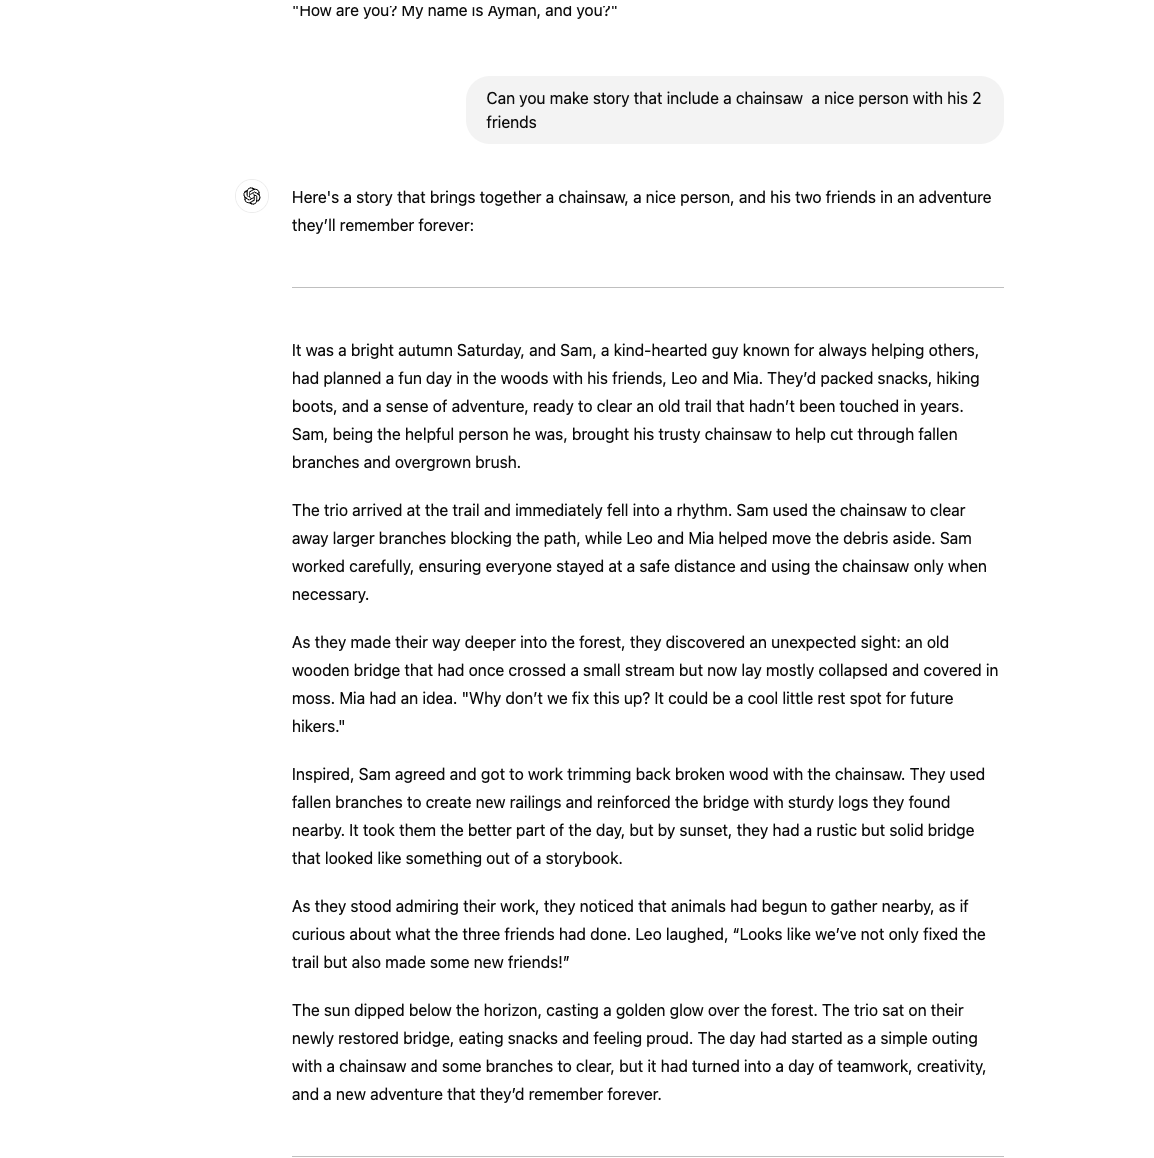 "How are you? My name is Ayman, and you?"
Can you make story that include a chainsaw  a nice person with his 2
friends
Here's a story that brings together a chainsaw, a nice person, and his two friends in an adventure
they’ll remember forever:
It was a bright autumn Saturday, and Sam, a kind-hearted guy known for always helping others,
had planned a fun day in the woods with his friends, Leo and Mia. They’d packed snacks, hiking
boots, and a sense of adventure, ready to clear an old trail that hadn’t been touched in years.
Sam, being the helpful person he was, brought his trusty chainsaw to help cut through fallen
branches and overgrown brush.
The trio arrived at the trail and immediately fell into a rhythm. Sam used the chainsaw to clear
away larger branches blocking the path, while Leo and Mia helped move the debris aside. Sam
worked carefully, ensuring everyone stayed at a safe distance and using the chainsaw only when
necessary.
As they made their way deeper into the forest, they discovered an unexpected sight: an old
wooden bridge that had once crossed a small stream but now lay mostly collapsed and covered in
moss. Mia had an idea. "Why don’t we fix this up? It could be a cool little rest spot for future
hikers."
Inspired, Sam agreed and got to work trimming back broken wood with the chainsaw. They used
fallen branches to create new railings and reinforced the bridge with sturdy logs they found
nearby. It took them the better part of the day, but by sunset, they had a rustic but solid bridge
that looked like something out of a storybook.
As they stood admiring their work, they noticed that animals had begun to gather nearby, as if
curious about what the three friends had done. Leo laughed, “Looks like we’ve not only fixed the
trail but also made some new friends!”
The sun dipped below the horizon, casting a golden glow over the forest. The trio sat on their
newly restored bridge, eating snacks and feeling proud. The day had started as a simple outing
with a chainsaw and some branches to clear, but it had turned into a day of teamwork, creativity,
and a new adventure that they’d remember forever.